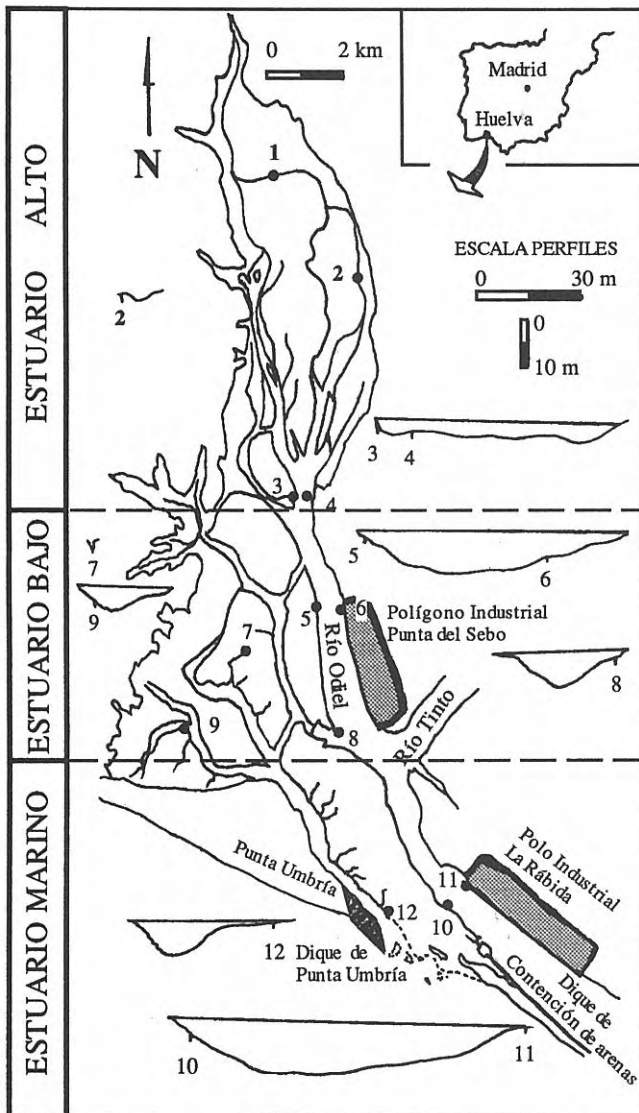 ESTUARIO ALTO
ESTUARIO BAJO
ESTUARIO MARINO
0 2 km
N
Madrid
Huelva
1
2
2
ESCALA PERFILES
0 30 m
0
10 m
3 4
3 4
5
6
7
9
5 6
Polígono Industrial
Punta del Sebo
Río Odiel
7
8
9
8
Río Tinto
Punta Umbría
Polo Industrial
La Rábida
11
10
12
12
Dique de
Punta Umbría
Dique de
Contención de arenas
10
11